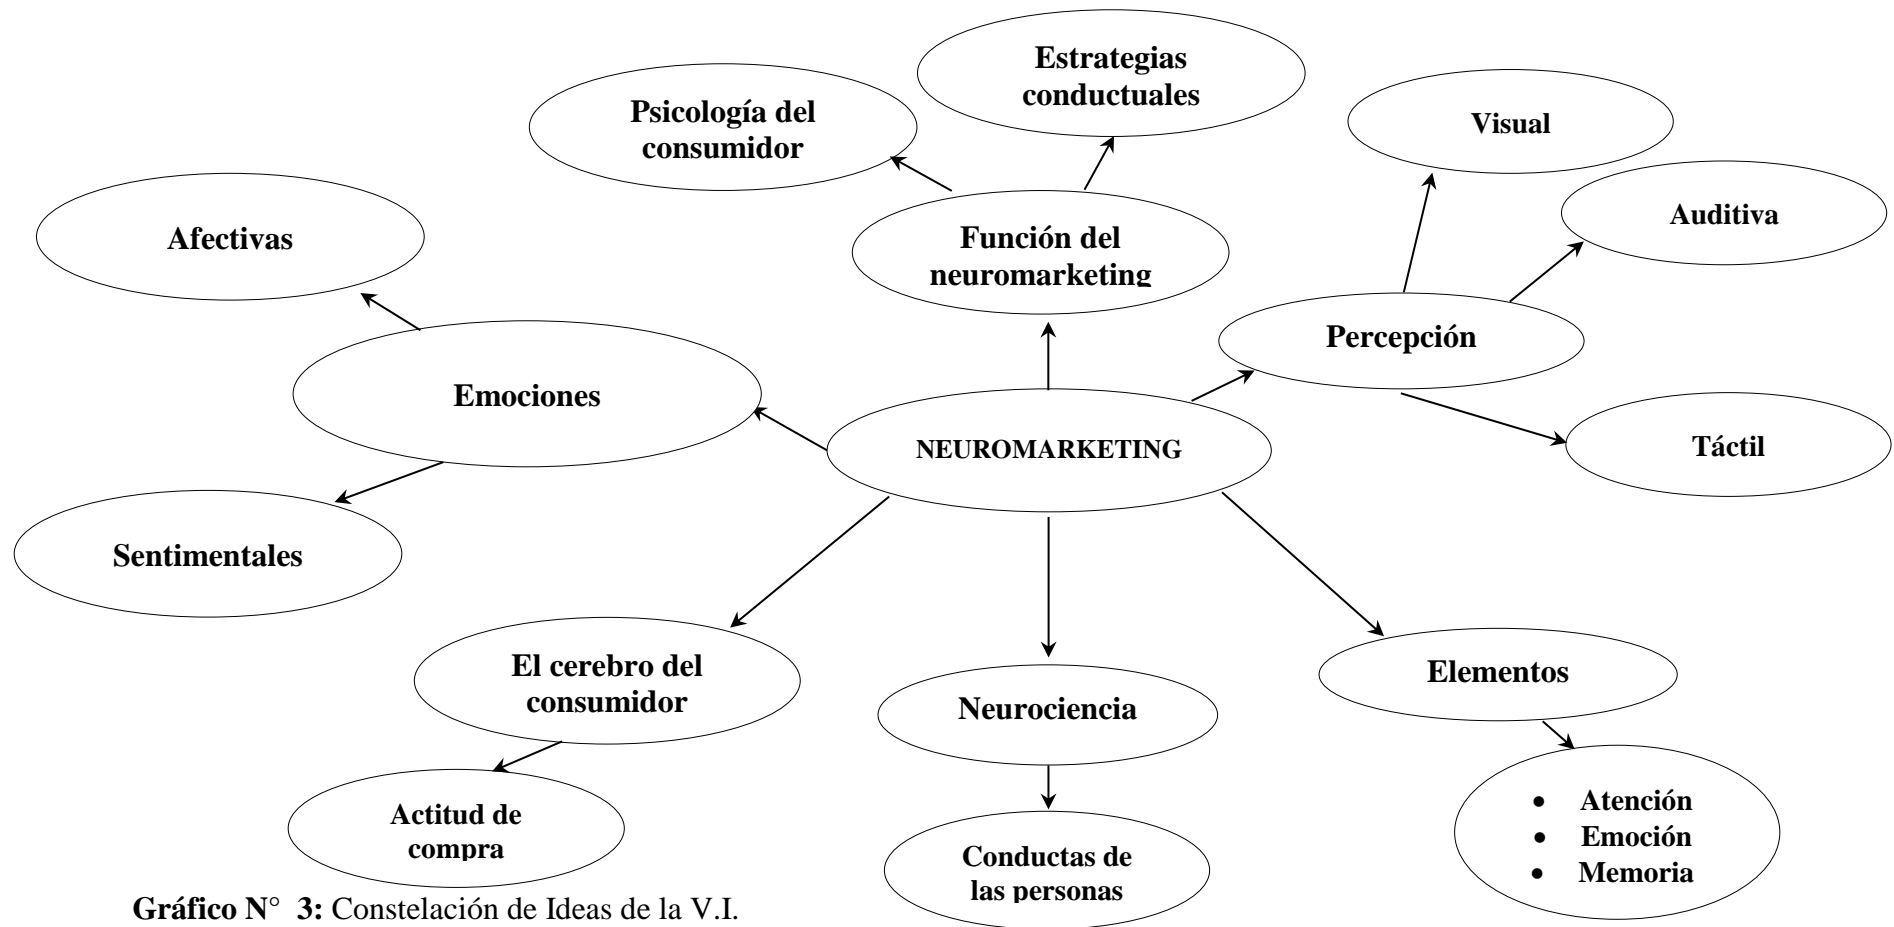 Estrategias
conductuales
Psicología del
consumidor
Visual
Auditiva
Afectivas
Función del
neuromarketing
Percepción
Emociones
NEUROMARKETING
Táctil
Sentimentales
El cerebro del
consumidor
Neurociencia
Elementos
Actitud de
compra
Conductas de
las personas
• Atención
• Emoción
• Memoria
Gráfico N° 3: Constelación de Ideas de la V.I.